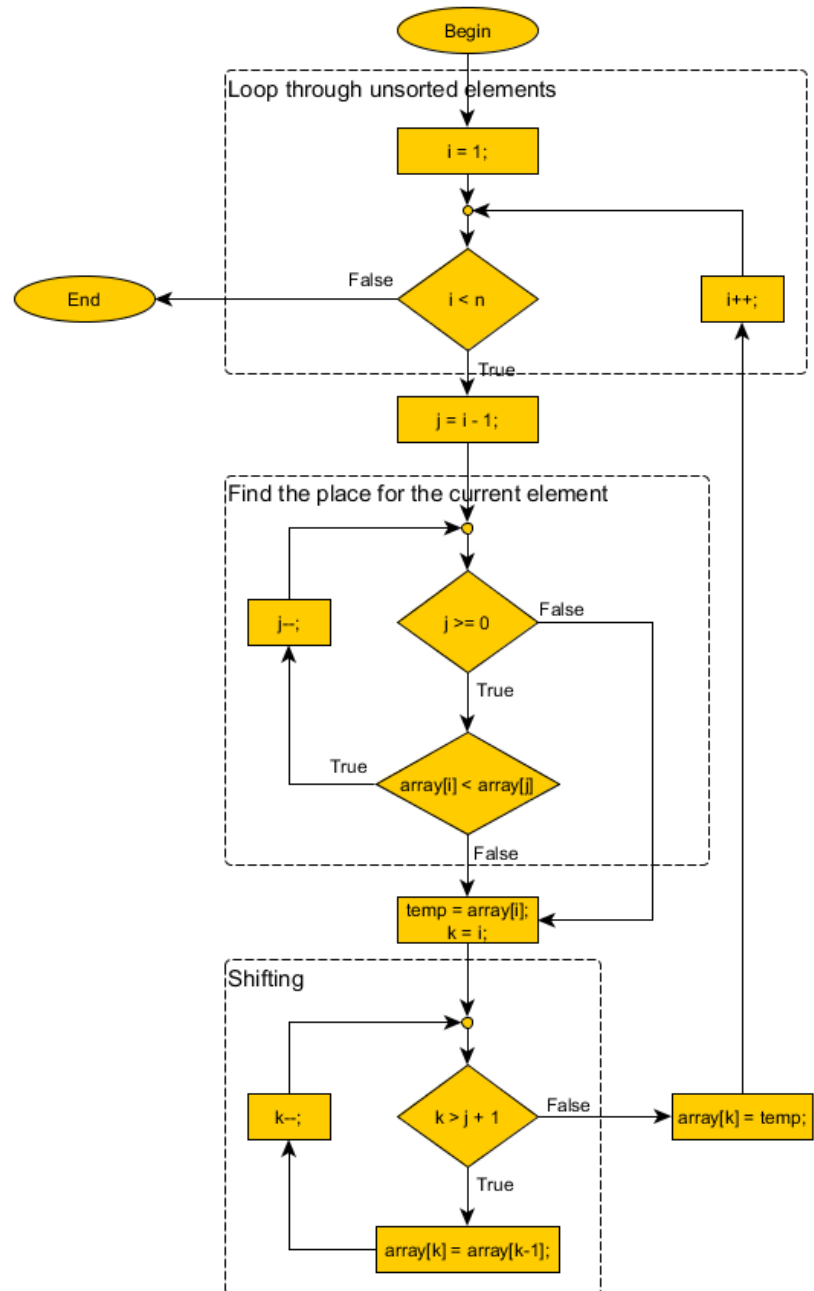 Begin
Loop through unsorted elements
i = 1;
False
End
i < n
i++;
True
j = i - 1;
Find the place for the current element
j--;
j >= 0
False
True
True
array[i] < array[j]
False
temp = array[i];
k = i;
Shifting
k--;
k > j + 1
False
array[k] = temp;
True
array[k] = array[k-1];